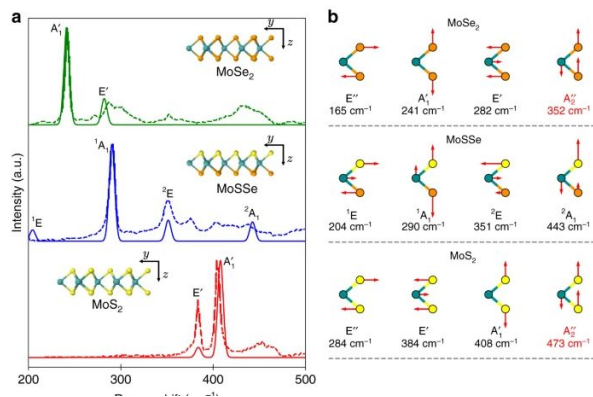 a
b
Intensity (a.u.)
A′₁
E′
y
z
MoSe₂
¹E
¹A₁
²E
²A₁
y
z
MoSSe
y
z
MoS₂
E′
A′₁
200
300
400
500
MoSe₂
E″
A′₁
E′
A″₂
165 cm⁻¹
241 cm⁻¹
282 cm⁻¹
352 cm⁻¹
MoSSe
¹E
¹A₁
²E
²A₁
204 cm⁻¹
290 cm⁻¹
351 cm⁻¹
443 cm⁻¹
MoS₂
E″
E′
A′₁
A″₂
284 cm⁻¹
384 cm⁻¹
408 cm⁻¹
473 cm⁻¹